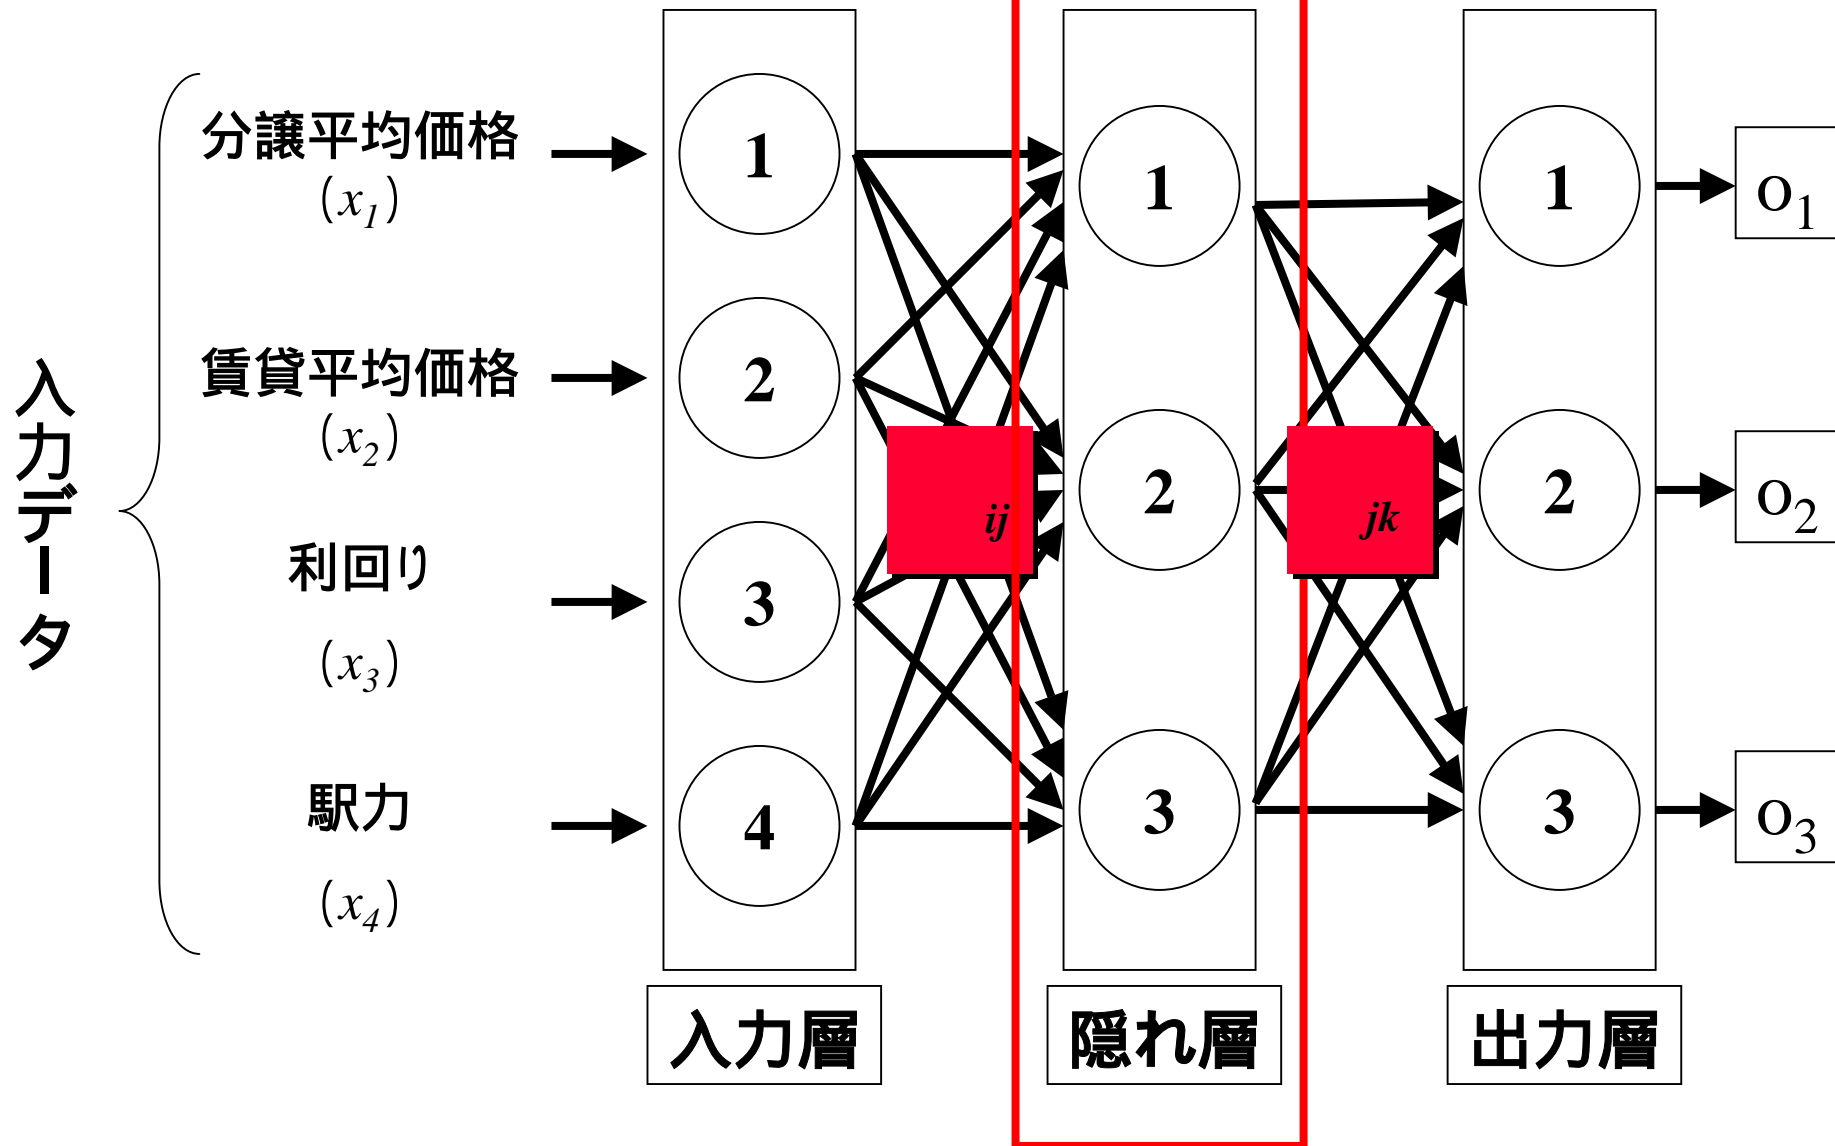 入力データ
分譲平均価格
(x1)
賃貸平均価格
(x2)
利回り
(x3)
駅力
(x4)
1
2
3
4
入力層
ij
1
2
3
隠れ層
jk
1
2
3
出力層
o1
o2
o3